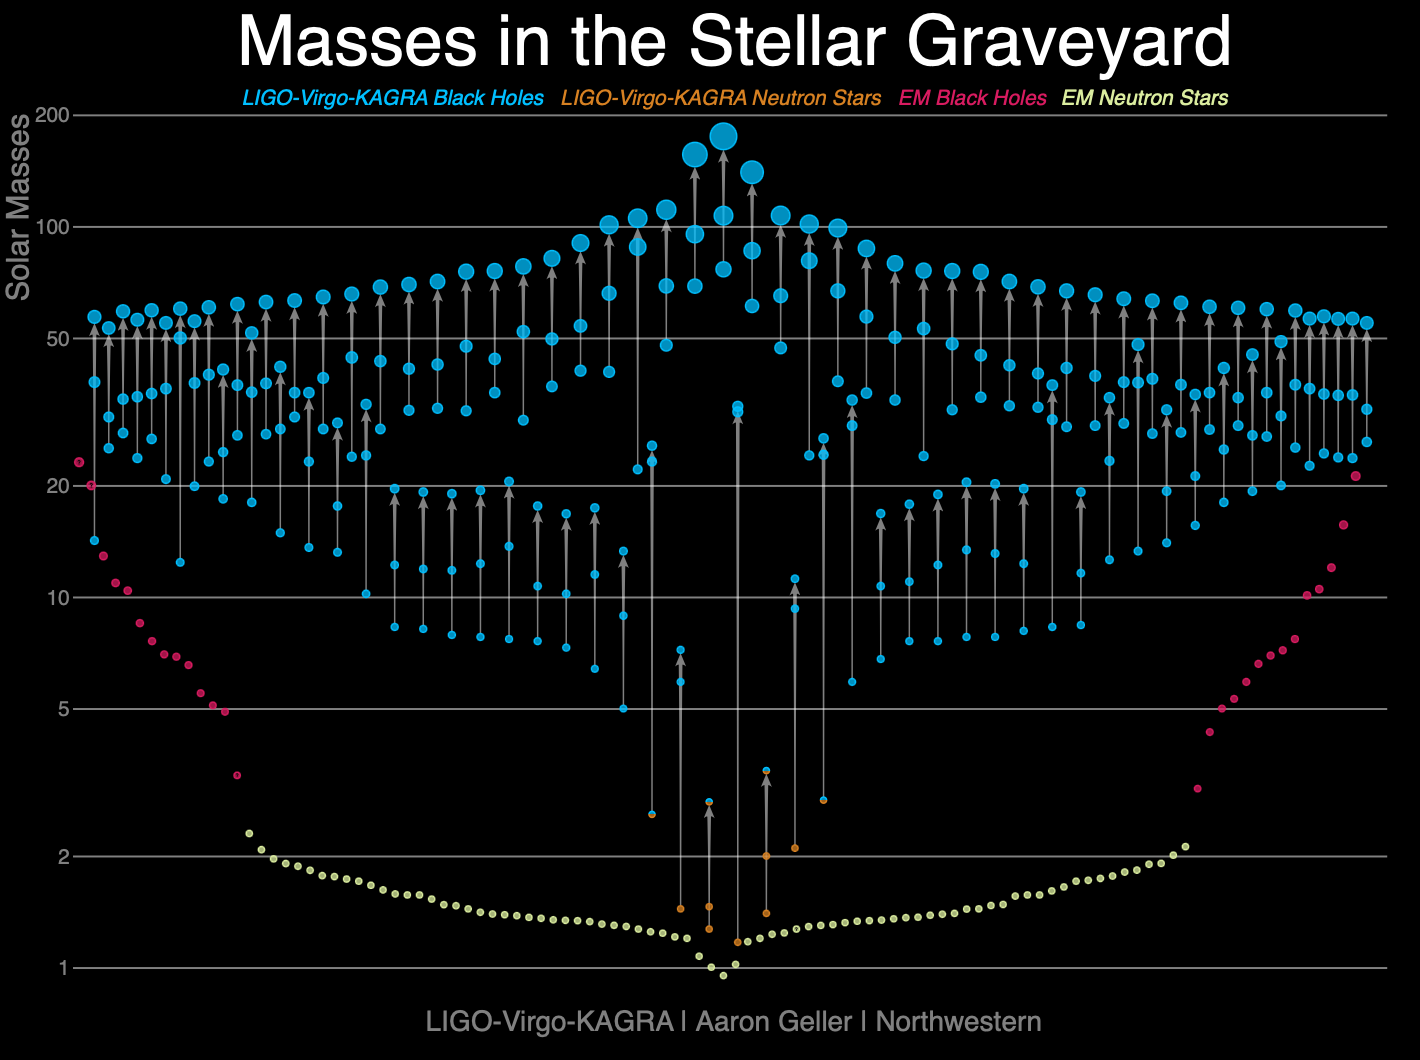 Masses in the Stellar Graveyard
LIGO-Virgo-KAGRA Black Holes LIGO-Virgo-KAGRA Neutron Stars EM Black Holes EM Neutron Stars
Solar Masses
200
100
50
20
10
5
2
1
LIGO-Virgo-KAGRA | Aaron Geller | Northwestern